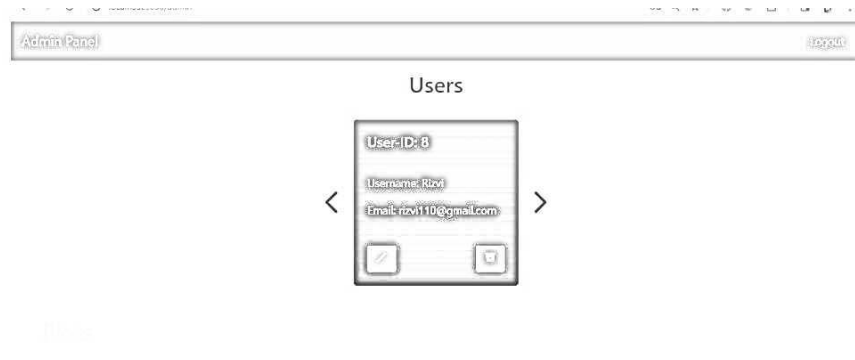 Admin Panel
Logout
Users
User-ID: 8
Username: Rizvi
Email: rizvi110@gmail.com